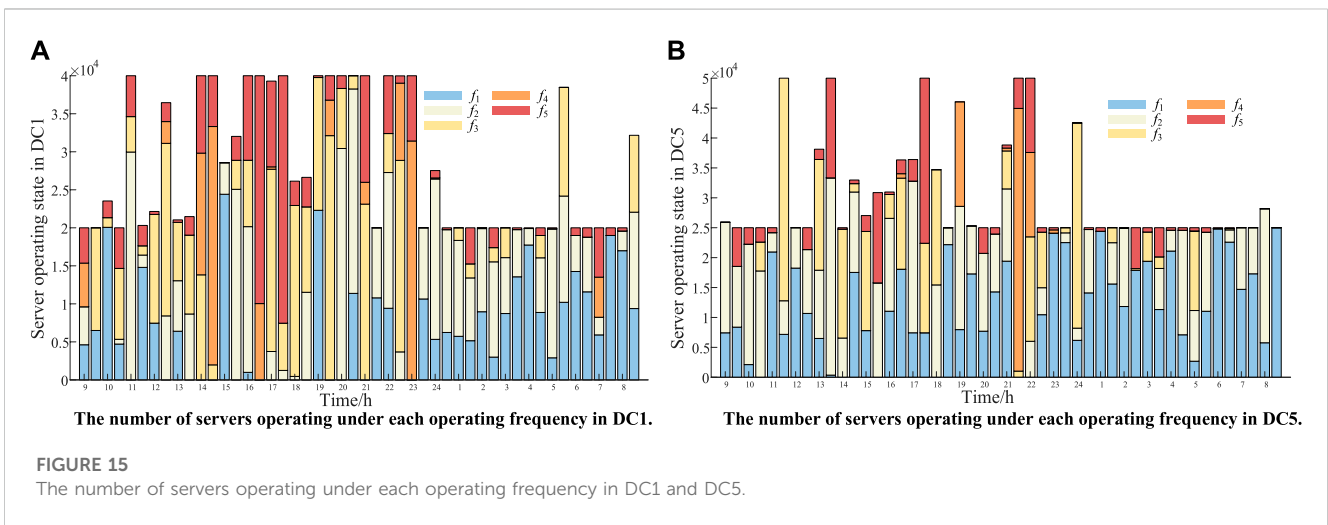 A
B
×10⁴
4
3.5
3
2.5
2
1.5
1
0.5
0
Server operating state in DC1
f₁ f₄
f₂ f₅
f₃
9 10 11 12 13 14 15 16 17 18 19 20 21 22 23 24 1 2 3 4 5 6 7 8
Time/h
The number of servers operating under each operating frequency in DC1.
×10⁴
5
4.5
4
3.5
3
2.5
2
1.5
1
0.5
0
Server operating state in DC5
f₁ f₄
f₂ f₅
f₃
9 10 11 12 13 14 15 16 17 18 19 20 21 22 23 24 1 2 3 4 5 6 7 8
Time/h
The number of servers operating under each operating frequency in DC5.
FIGURE 15
The number of servers operating under each operating frequency in DC1 and DC5.